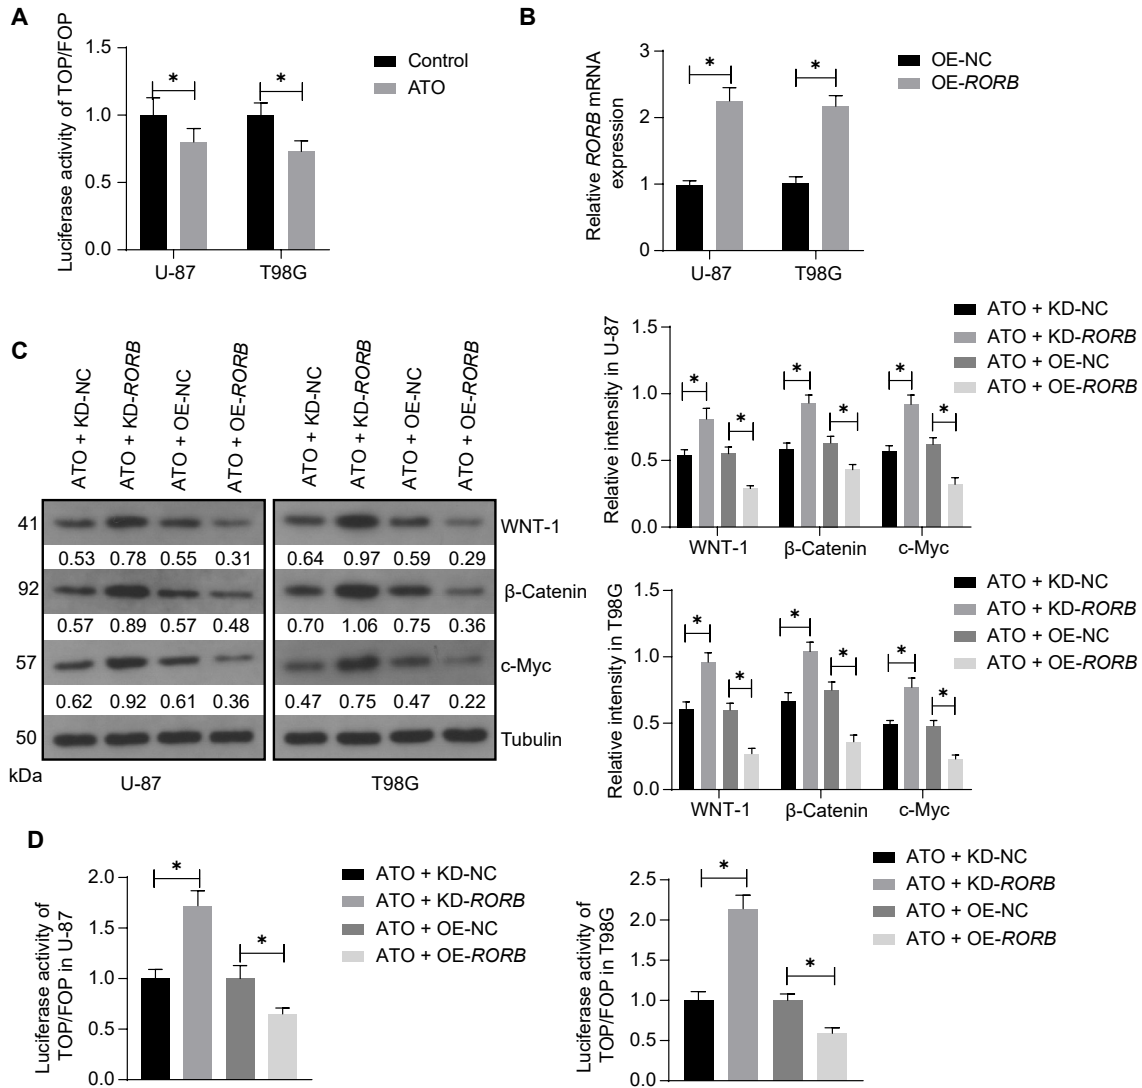 A
Luciferase activity of TOP/FOP
1.5
1.0
0.5
0.0
*
*
U-87
T98G
Control
ATO
B
Relative RORB mRNA
expression
3
2
1
0
*
*
U-87
T98G
OE-NC
OE-RORB
C
ATO + KD-NC
ATO + KD-RORB
ATO + OE-NC
ATO + OE-RORB
ATO + KD-NC
ATO + KD-RORB
ATO + OE-NC
ATO + OE-RORB
41
WNT-1
0.53 0.78 0.55 0.31 0.64 0.97 0.59 0.29
92
β-Catenin
0.57 0.89 0.57 0.48 0.70 1.06 0.75 0.36
57
c-Myc
0.62 0.92 0.61 0.36 0.47 0.75 0.47 0.22
50
Tubulin
kDa
U-87
T98G
Relative intensity in U-87
1.5
1.0
0.5
0.0
*
*
*
*
*
*
WNT-1
β-Catenin
c-Myc
ATO + KD-NC
ATO + KD-RORB
ATO + OE-NC
ATO + OE-RORB
Relative intensity in T98G
1.5
1.0
0.5
0.0
*
*
*
*
*
*
WNT-1
β-Catenin
c-Myc
ATO + KD-NC
ATO + KD-RORB
ATO + OE-NC
ATO + OE-RORB
D
Luciferase activity of
TOP/FOP in U-87
2.0
1.5
1.0
0.5
0.0
*
*
ATO + KD-NC
ATO + KD-RORB
ATO + OE-NC
ATO + OE-RORB
Luciferase activity of
TOP/FOP in T98G
2.5
2.0
1.5
1.0
0.5
0.0
*
*
ATO + KD-NC
ATO + KD-RORB
ATO + OE-NC
ATO + OE-RORB